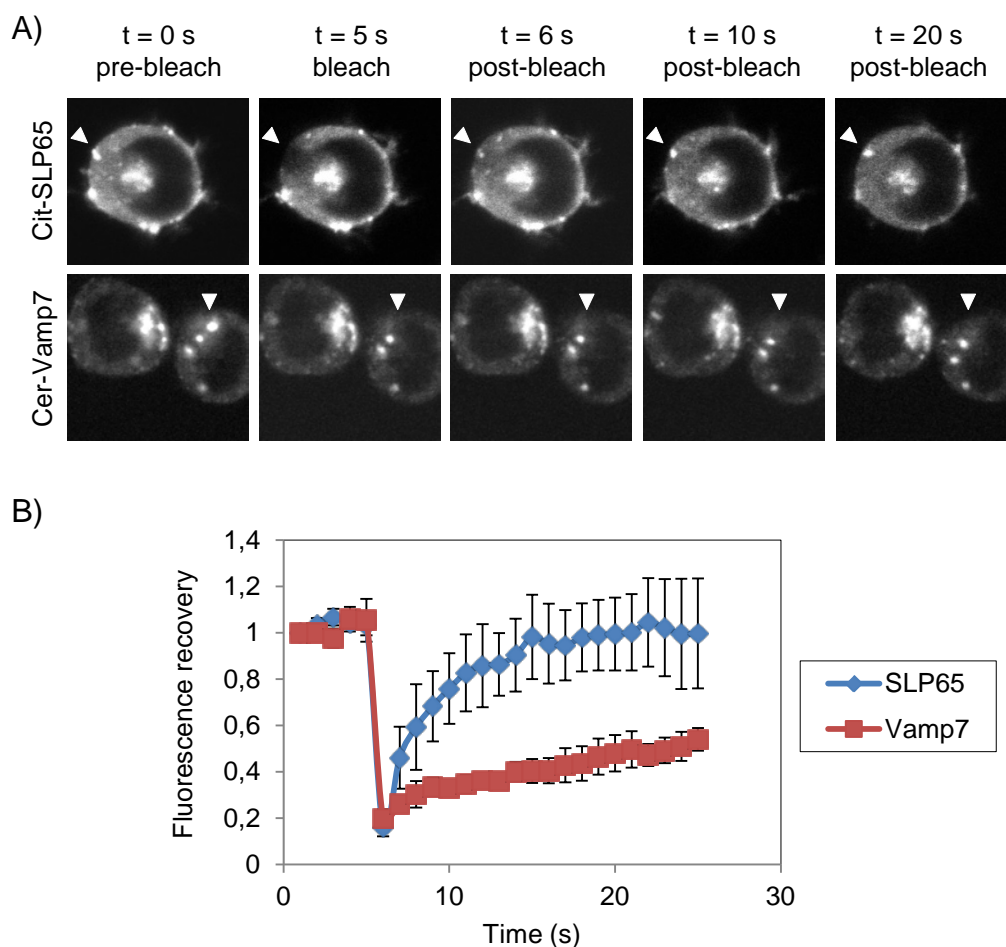 A)
t = 0 s
pre-bleach
t = 5 s
bleach
t = 6 s
post-bleach
t = 10 s
post-bleach
t = 20 s
post-bleach
Cit-SLP65
Cer-Vamp7
B)
Fluorescence recovery
1,4
1,2
1
0,8
0,6
0,4
0,2
0
0
10
20
30
Time (s)
SLP65
Vamp7